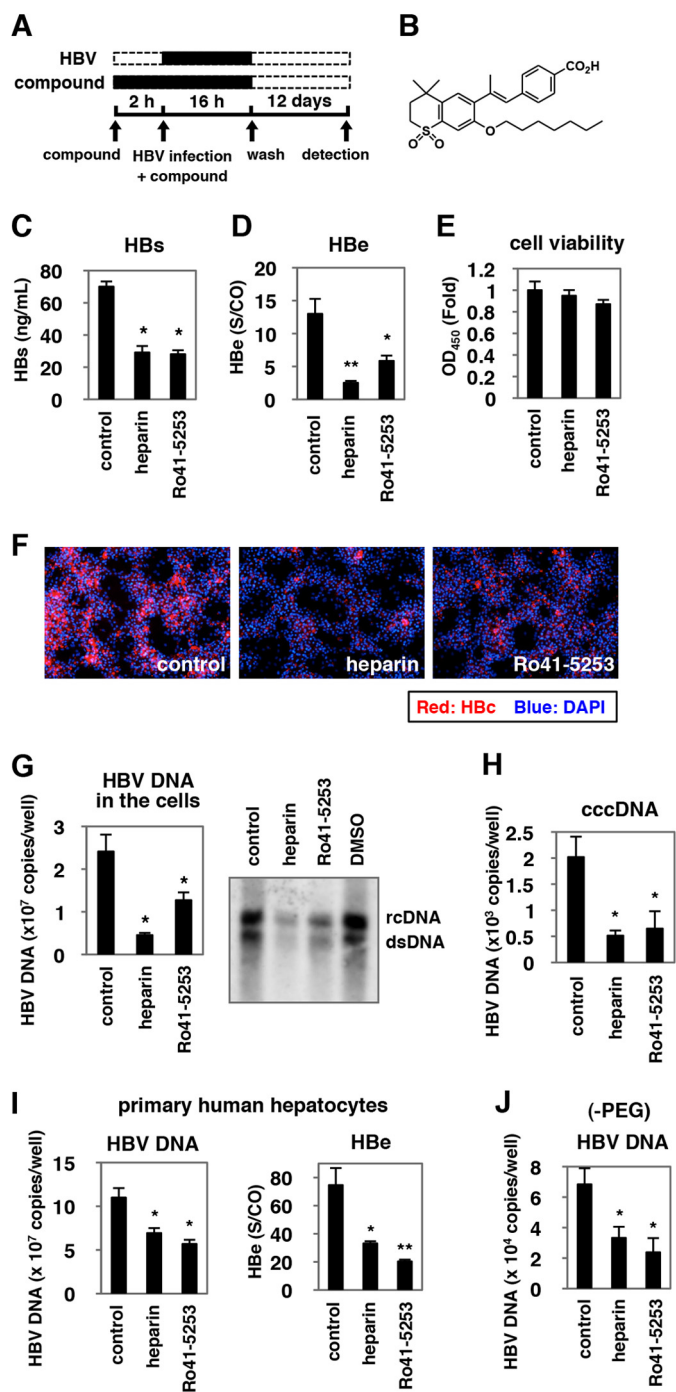 A
HBV
compound
2 h
16 h
12 days
compound
HBV infection
+ compound
wash
detection
B
CO2H
S
O
O
O
C
HBs
HBs (ng/mL)
80
60
40
20
0
*
*
control
heparin
Ro41-5253
D
HBe
HBe (S/CO)
20
15
10
5
0
**
*
control
heparin
Ro41-5253
E
cell viability
OD450 (Fold)
1.2
1
0.8
0.6
0.4
0.2
0
control
heparin
Ro41-5253
F
control
heparin
Ro41-5253
Red: HBc Blue: DAPI
G
HBV DNA
in the cells
HBV DNA (x10⁷ copies/well)
3
2
1
0
*
*
control
heparin
Ro41-5253
control
heparin
Ro41-5253
DMSO
rcDNA
dsDNA
H
cccDNA
HBV DNA (x10³ copies/well)
2.5
2
1.5
1
0.5
0
*
*
control
heparin
Ro41-5253
I
primary human hepatocytes
HBV DNA
HBV DNA (x 10⁷ copies/well)
15
10
5
0
*
*
control
heparin
Ro41-5253
HBe
HBe (S/CO)
80
60
40
20
0
*
**
control
heparin
Ro41-5253
J
(-PEG)
HBV DNA
HBV DNA (x 10⁴ copies/well)
8
6
4
2
0
*
*
control
heparin
Ro41-5253